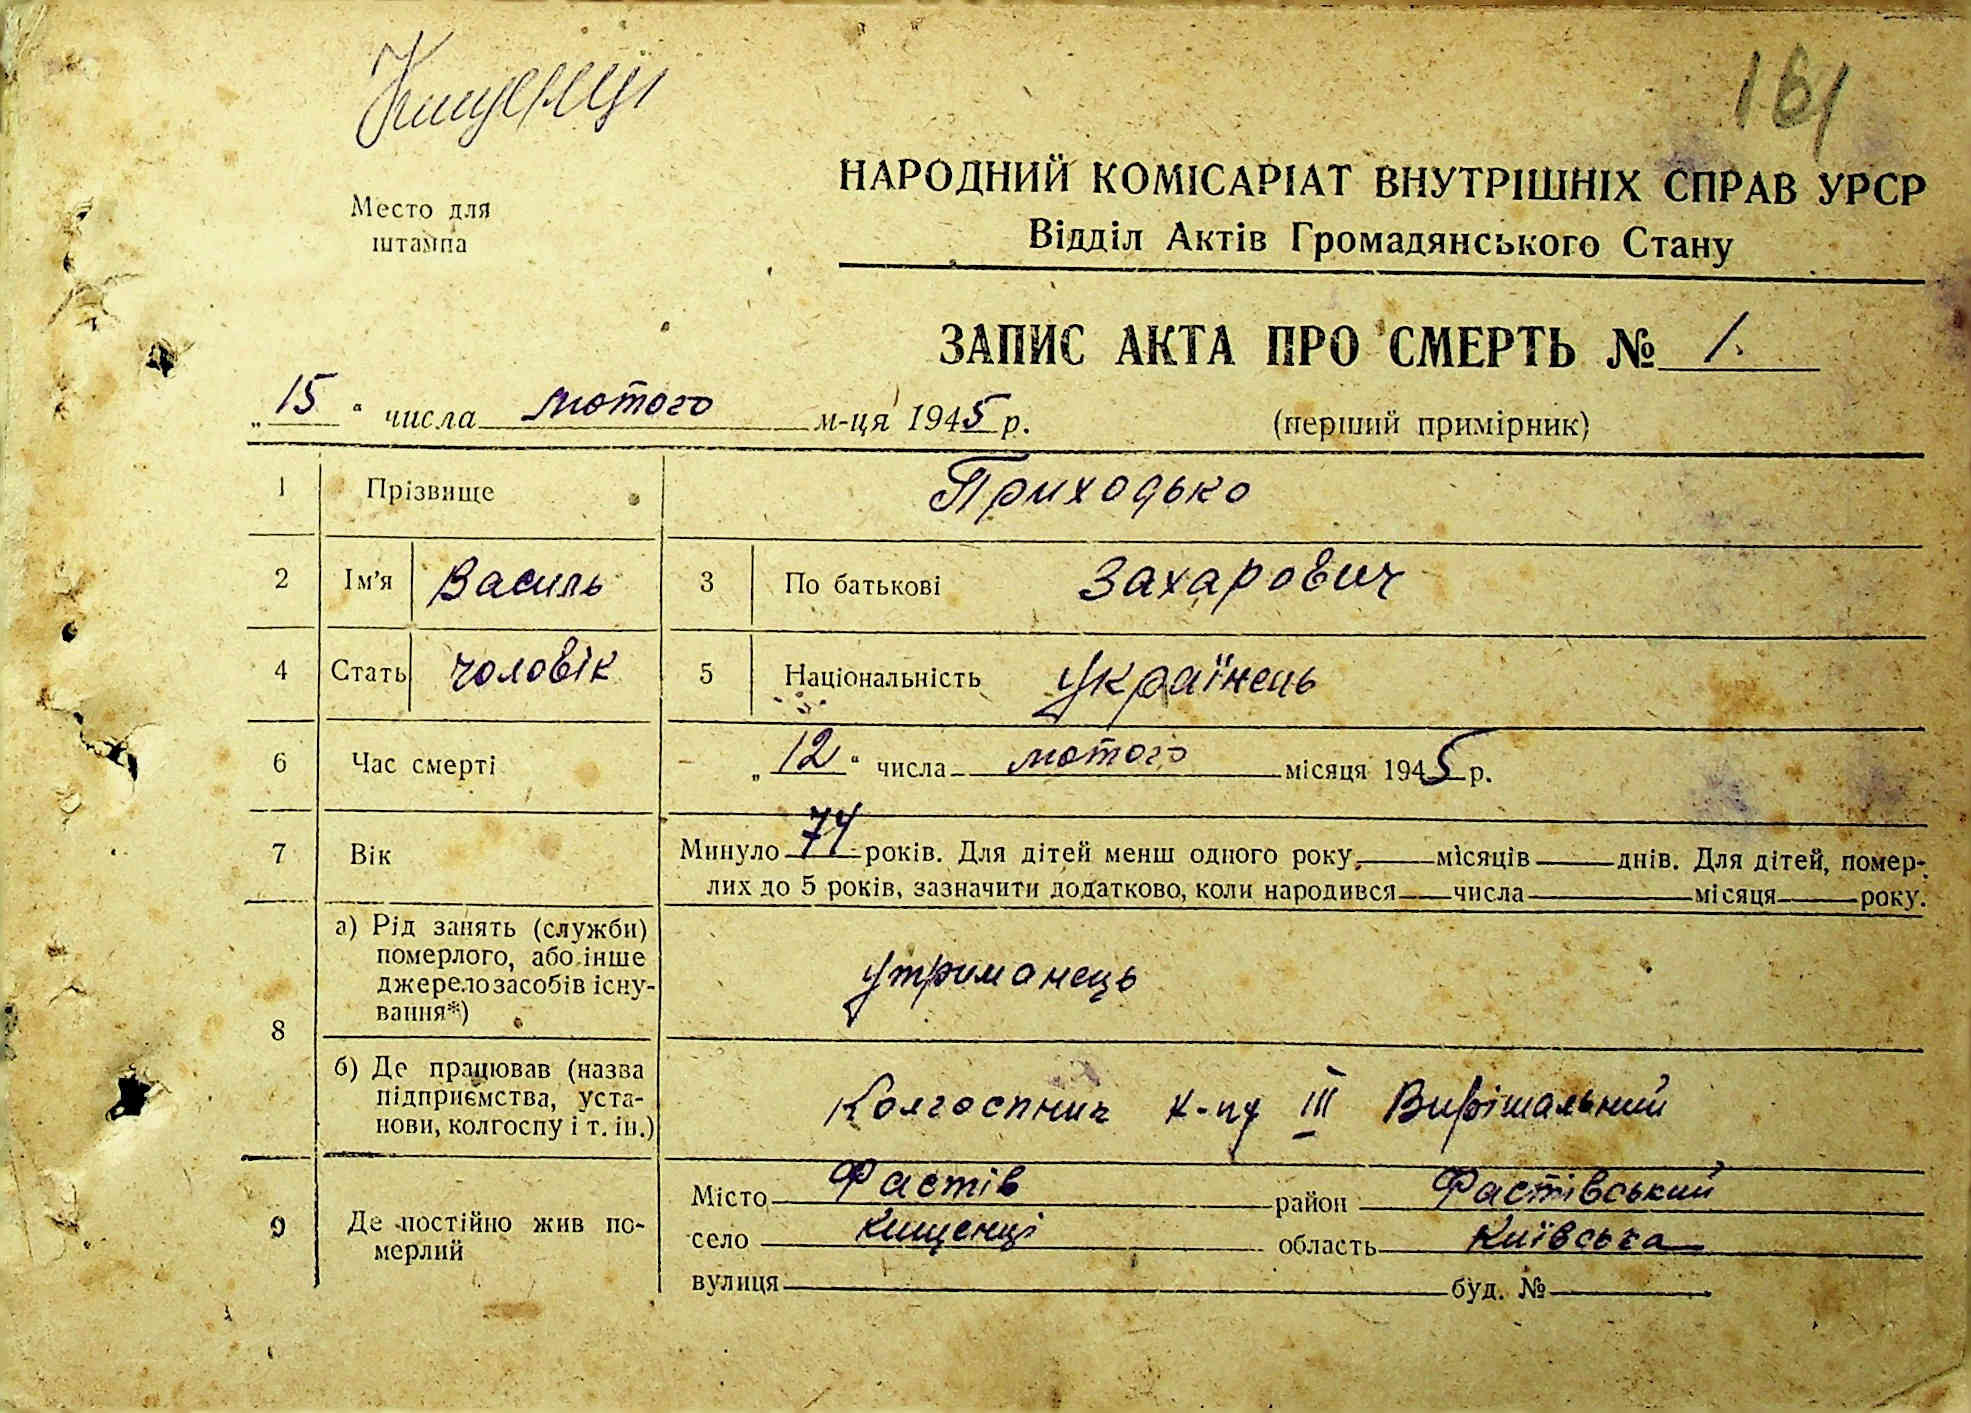 Кищенці
161
Место для
штампа
НАРОДНИЙ КОМІСАРІАТ ВНУТРІШНІХ СПРАВ УРСР
Відділ Актів Громадянського Стану
ЗАПИС АКТА ПРО СМЕРТЬ № 1.
„15“ числа лютого м-ця 1945 р. (перший примірник)
1 Прізвище Приходько
2 Ім'я Василь 3 По батькові Захарович
4 Стать чоловік 5 Національність Українець
6 Час смерті „12“ числа лютого місяця 1945 р.
7 Вік Минуло 74 років. Для дітей менш одного року, місяців днів. Для дітей, помер-
лих до 5 років, зазначити додатково, коли народився числа місяця року.
8 а) Рід занять (служби)
померлого, або інше
джерело засобів існу-
вання*)
утриманець
б) Де працював (назва
підприємства, уста-
нови, колгоспу і т. ін.)
Колгоспник к-пу III Вирішальний
9 Де постійно жив по-
мерлий
Місто Фастів район Фастівський
село Кищенці область Київська
вулиця буд. №